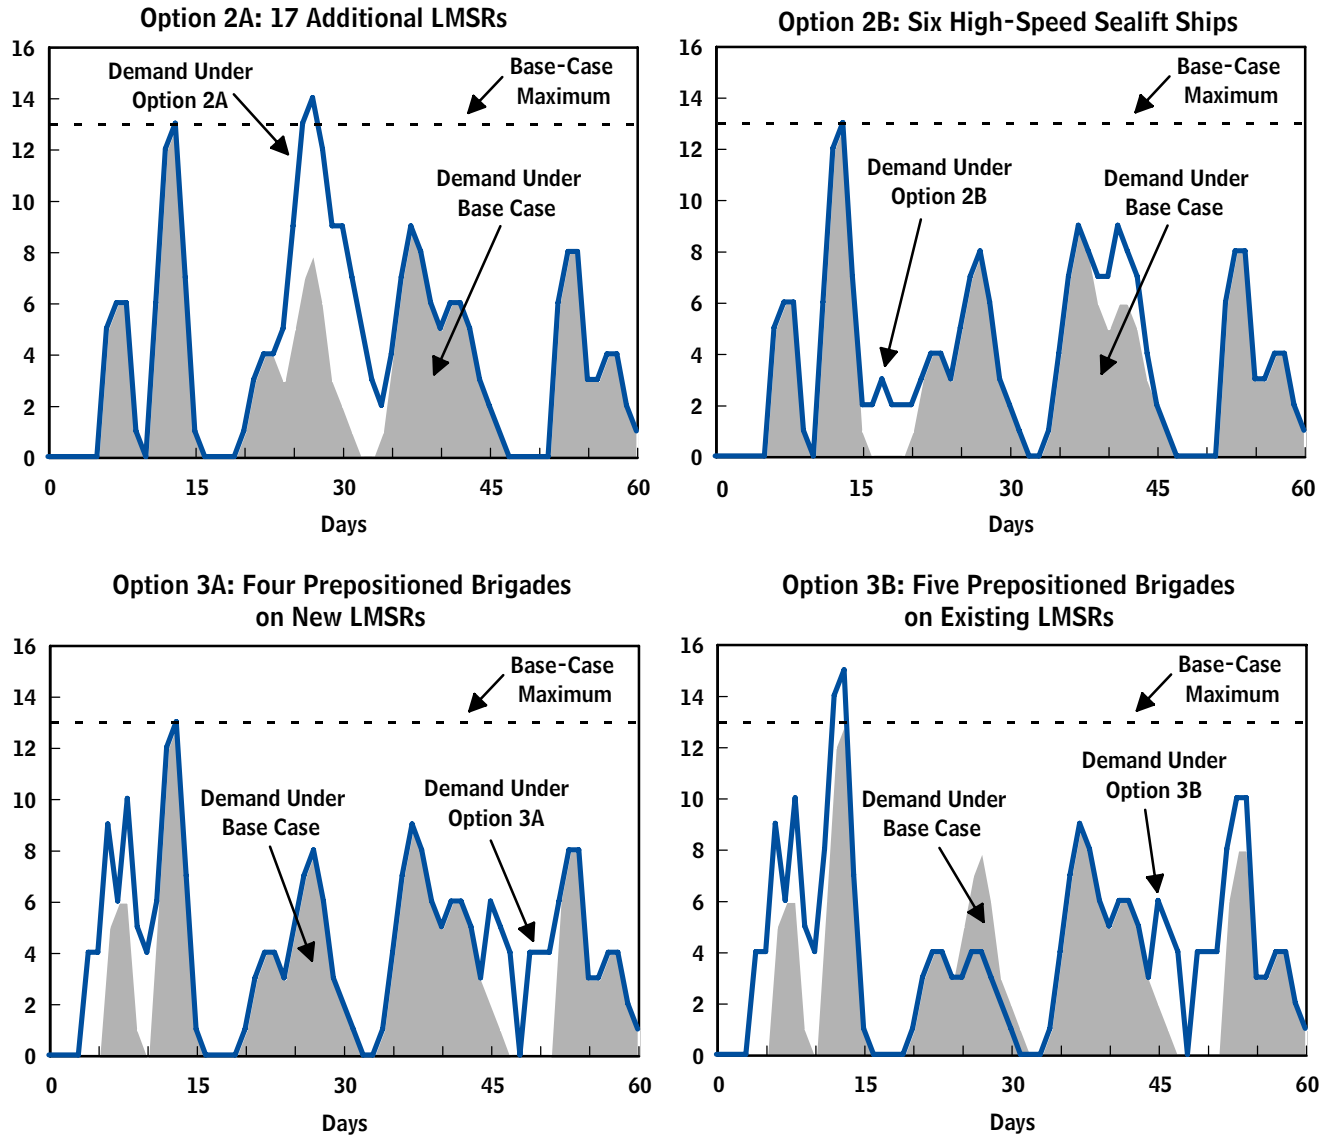 Option 2A: 17 Additional LMSRs
16
14
12
10
8
6
4
2
0
Demand Under
Option 2A
Base-Case
Maximum
Demand Under
Base Case
0 15 30 45 60
Days
Option 2B: Six High-Speed Sealift Ships
16
14
12
10
8
6
4
2
0
Base-Case
Maximum
Demand Under
Option 2B
Demand Under
Base Case
0 15 30 45 60
Days
Option 3A: Four Prepositioned Brigades
on New LMSRs
16
14
12
10
8
6
4
2
0
Base-Case
Maximum
Demand Under
Base Case
Demand Under
Option 3A
0 15 30 45 60
Days
Option 3B: Five Prepositioned Brigades
on Existing LMSRs
16
14
12
10
8
6
4
2
0
Base-Case
Maximum
Demand Under
Option 3B
Demand Under
Base Case
0 15 30 45 60
Days